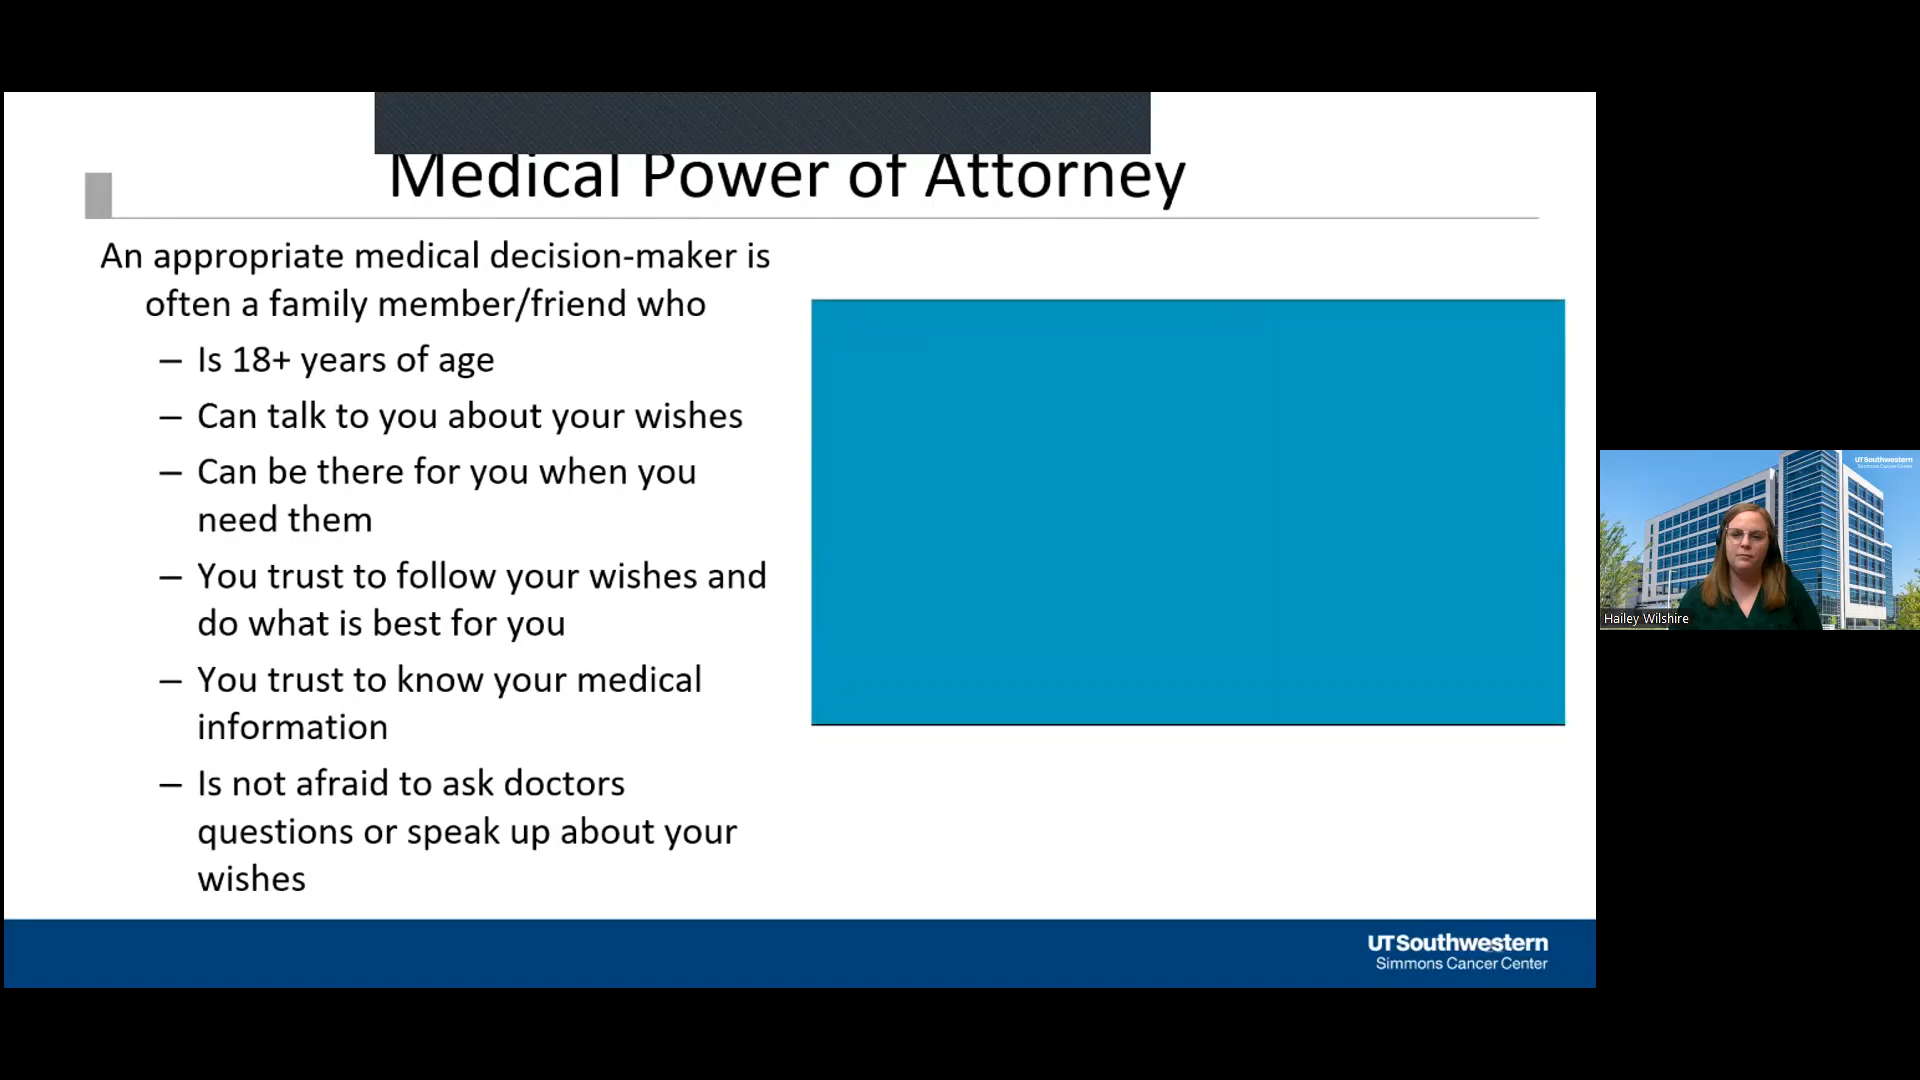 Medical Power of Attorney
An appropriate medical decision-maker is
often a family member/friend who
– Is 18+ years of age
– Can talk to you about your wishes
– Can be there for you when you
need them
– You trust to follow your wishes and
do what is best for you
– You trust to know your medical
information
– Is not afraid to ask doctors
questions or speak up about your
wishes
UTSouthwestern
Simmons Cancer Center
UTSouthwestern
Simmons Cancer Center
Hailey Wilshire